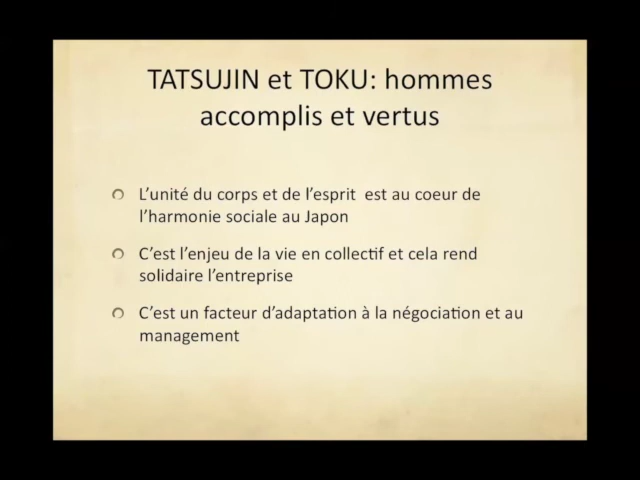 TATSUJIN et TOKU: hommes
accomplis et vertus
L’unité du corps et de l’esprit est au coeur de
l’harmonie sociale au Japon
C’est l’enjeu de la vie en collectif et cela rend
solidaire l’entreprise
C’est un facteur d’adaptation à la négociation et au
management